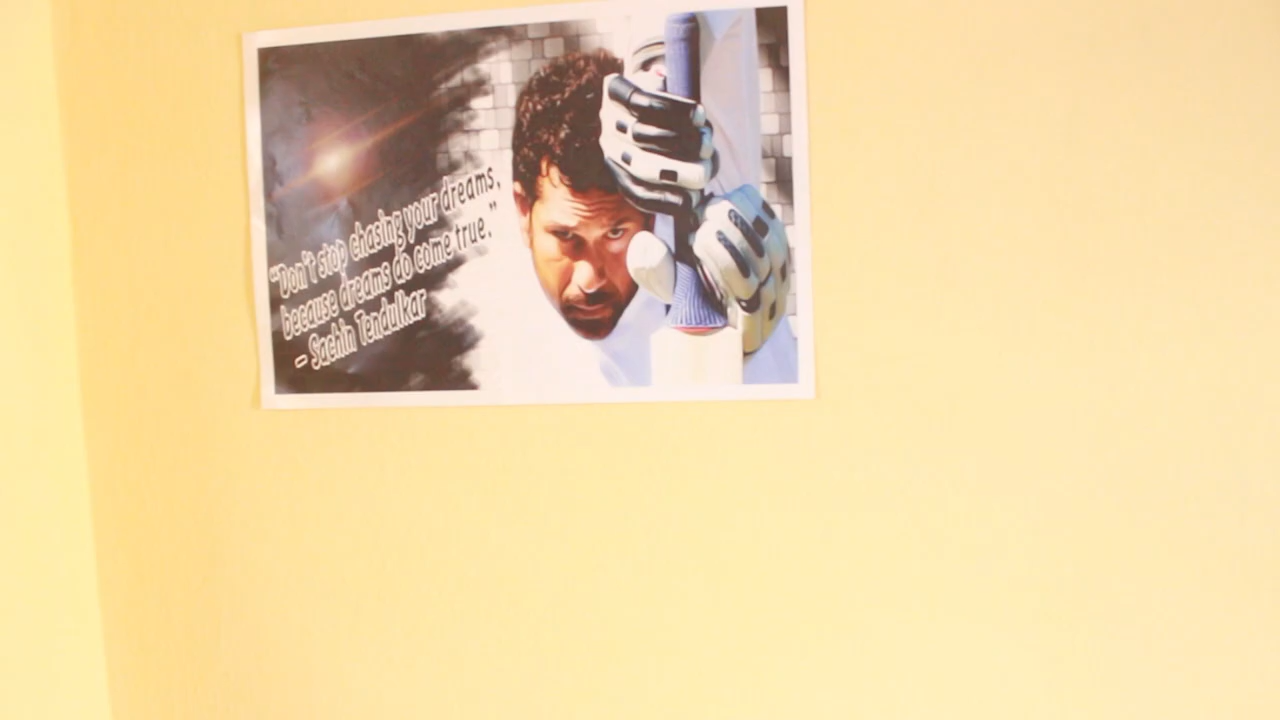 “Don't stop chasing your dreams,
because dreams do come true.”
- Sachin Tendulkar